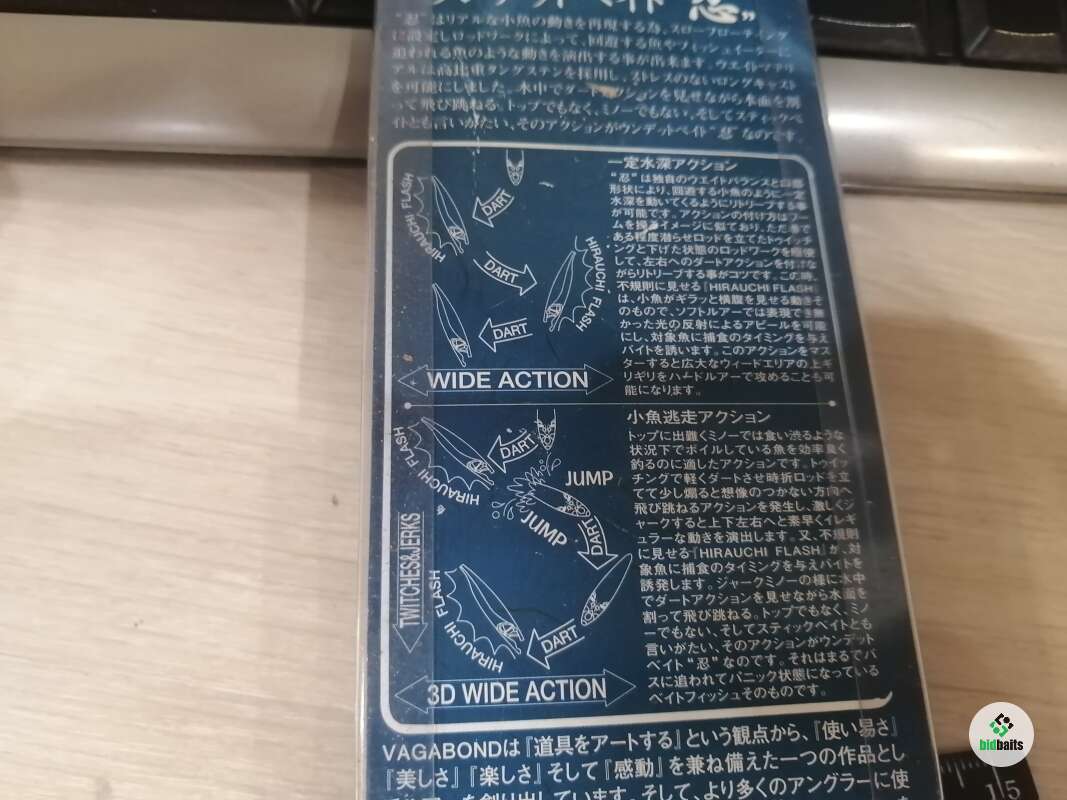 ウンデットベイト 忍"
"忍"はリアルな小魚の動きを再現する為、スローフローティング
に設定しロッドワークによって、回遊する魚やフィッシュイーターに
追われる魚のような動きを演出する事が出来ます。ウエイトマテリ
アルは高比重タングステンを採用し、ストレスのないロングキャスト
を可能にしました。水中でダートアクションを見せながら水面を割
って飛び跳ねる。トップでもなく、ミノーでもない、そしてスティックベ
イトとも言いがたい、そのアクションがウンデットベイト"忍"なのです。
一定水深アクション
"忍"は独自のウエイトバランスと口部
形状により、回遊する小魚のように一定
水深を動いてくるようにリトリーブする事
が可能です。アクションの付け方はワー
ムを操るイメージに似ており、ただ巻で
ある程度潜らせロッドを立てたトゥイッチ
ングと下げた状態のロッドワークを駆使
して、左右へのダートアクションを付けな
がらリトリーブする事がコツです。この時、
不規則に見せる『HIRAUCHI FLASH』
は、小魚がギラッと横腹を見せる動きそ
のもので、ソフトルアーでは表現でき無
かった光の反射によるアピールを可能
にし、対象魚に捕食のタイミングを与え
バイトを誘います。このアクションをマス
ターすると広大なウィードエリアの上ギ
リギリをハードルアーで攻めることも可
能になります。
HIRAUCHI FLASH
DART
DART
HIRAUCHI FLASH
DART
WIDE ACTION
小魚逃走アクション
トップに出難くミノーでは食い渋るような
状況下でボイルしている魚を効率良く
釣るのに適したアクションです。トゥイッ
チングで軽くダートさせ時折ロッドを立
てて少し煽ると想像のつかない方向へ
飛び跳ねるアクションを発生し、激しくジ
ャークすると上下左右へと素早くイレギ
ュラーな動きを演出します。又、不規則
に見せる『HIRAUCHI FLASH』が、対
象魚に捕食のタイミングを与えバイトを
誘発します。ジャークミノーの様に水中
でダートアクションを見せながら水面を
割って飛び跳ねる。トップでもなく、ミノ
ーでもない、そしてスティックベイトとも
言いがたい、そのアクションがウンデット
ベイト"忍"なのです。それはまるでバ
スに追われてパニック状態になっている
ベイトフィッシュそのものです。
HIRAUCHI FLASH
DART
JUMP
JUMP
DART
TWITCHES&JERKS
HIRAUCHI FLASH
DART
3D WIDE ACTION
VAGABONDは『道具をアートする』という観点から、『使い易さ』
『美しさ』『楽しさ』そして『感動』を兼ね備えた一つの作品とし
を創り出しています。そして、より多くのアングラーに使
15
bidbaits